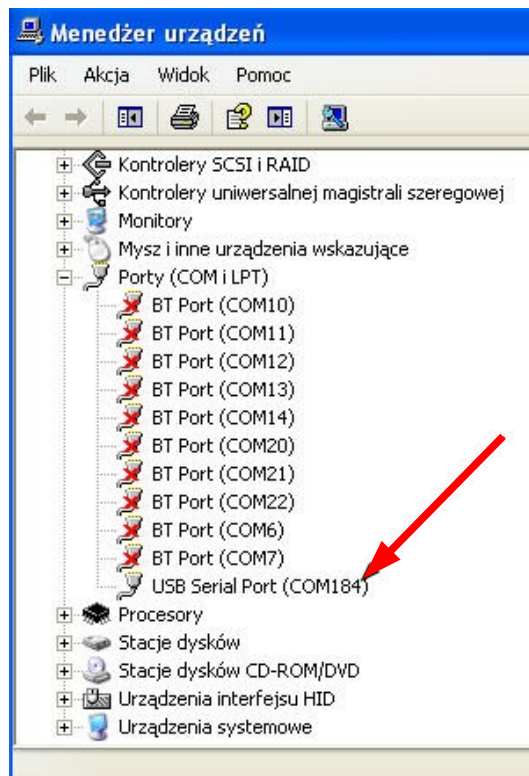 Menedżer urządzeń
Plik Akcja Widok Pomoc
Kontrolery SCSI i RAID
Kontrolery uniwersalnej magistrali szeregowej
Monitory
Mysz i inne urządzenia wskazujące
Porty (COM i LPT)
BT Port (COM10)
BT Port (COM11)
BT Port (COM12)
BT Port (COM13)
BT Port (COM14)
BT Port (COM20)
BT Port (COM21)
BT Port (COM22)
BT Port (COM6)
BT Port (COM7)
USB Serial Port (COM184)
Procesory
Stacje dysków
Stacje dysków CD-ROM/DVD
Urządzenia interfejsu HID
Urządzenia systemowe